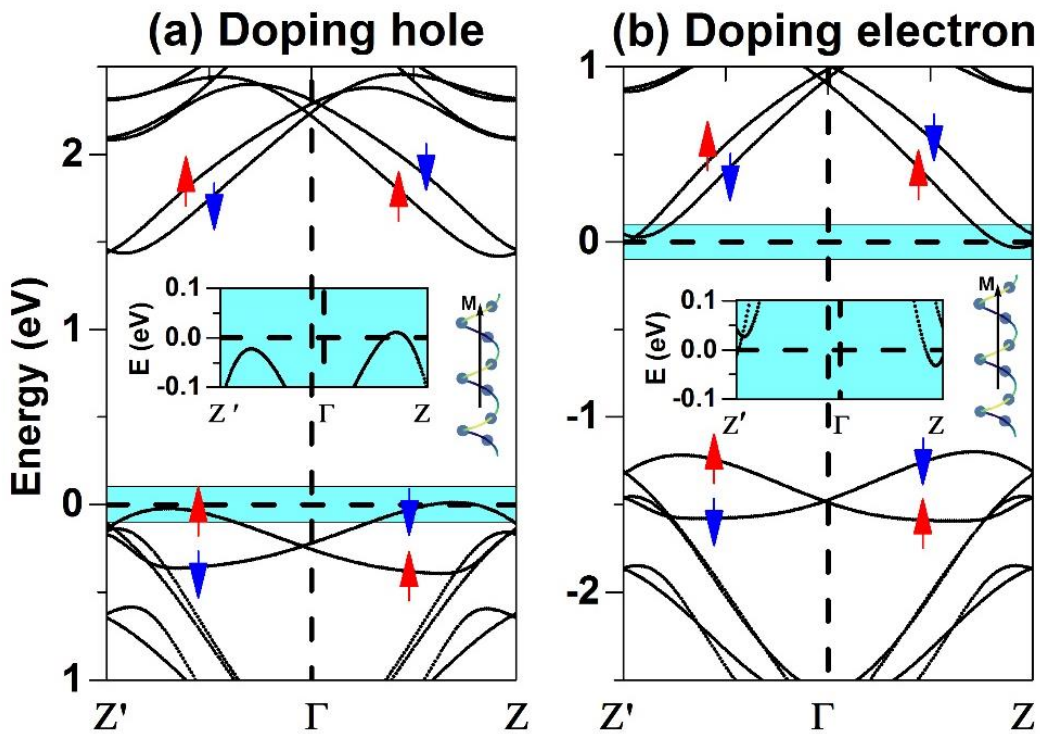 (a) Doping hole
(b) Doping electron
Energy (eV)
2
1
0
1
Z'
Γ
Z
E (eV)
0.1
0.0
-0.1
Z'
Γ
Z
M
1
0
-1
-2
Z'
Γ
Z
E (eV)
0.1
0.0
-0.1
Z'
Γ
Z
M